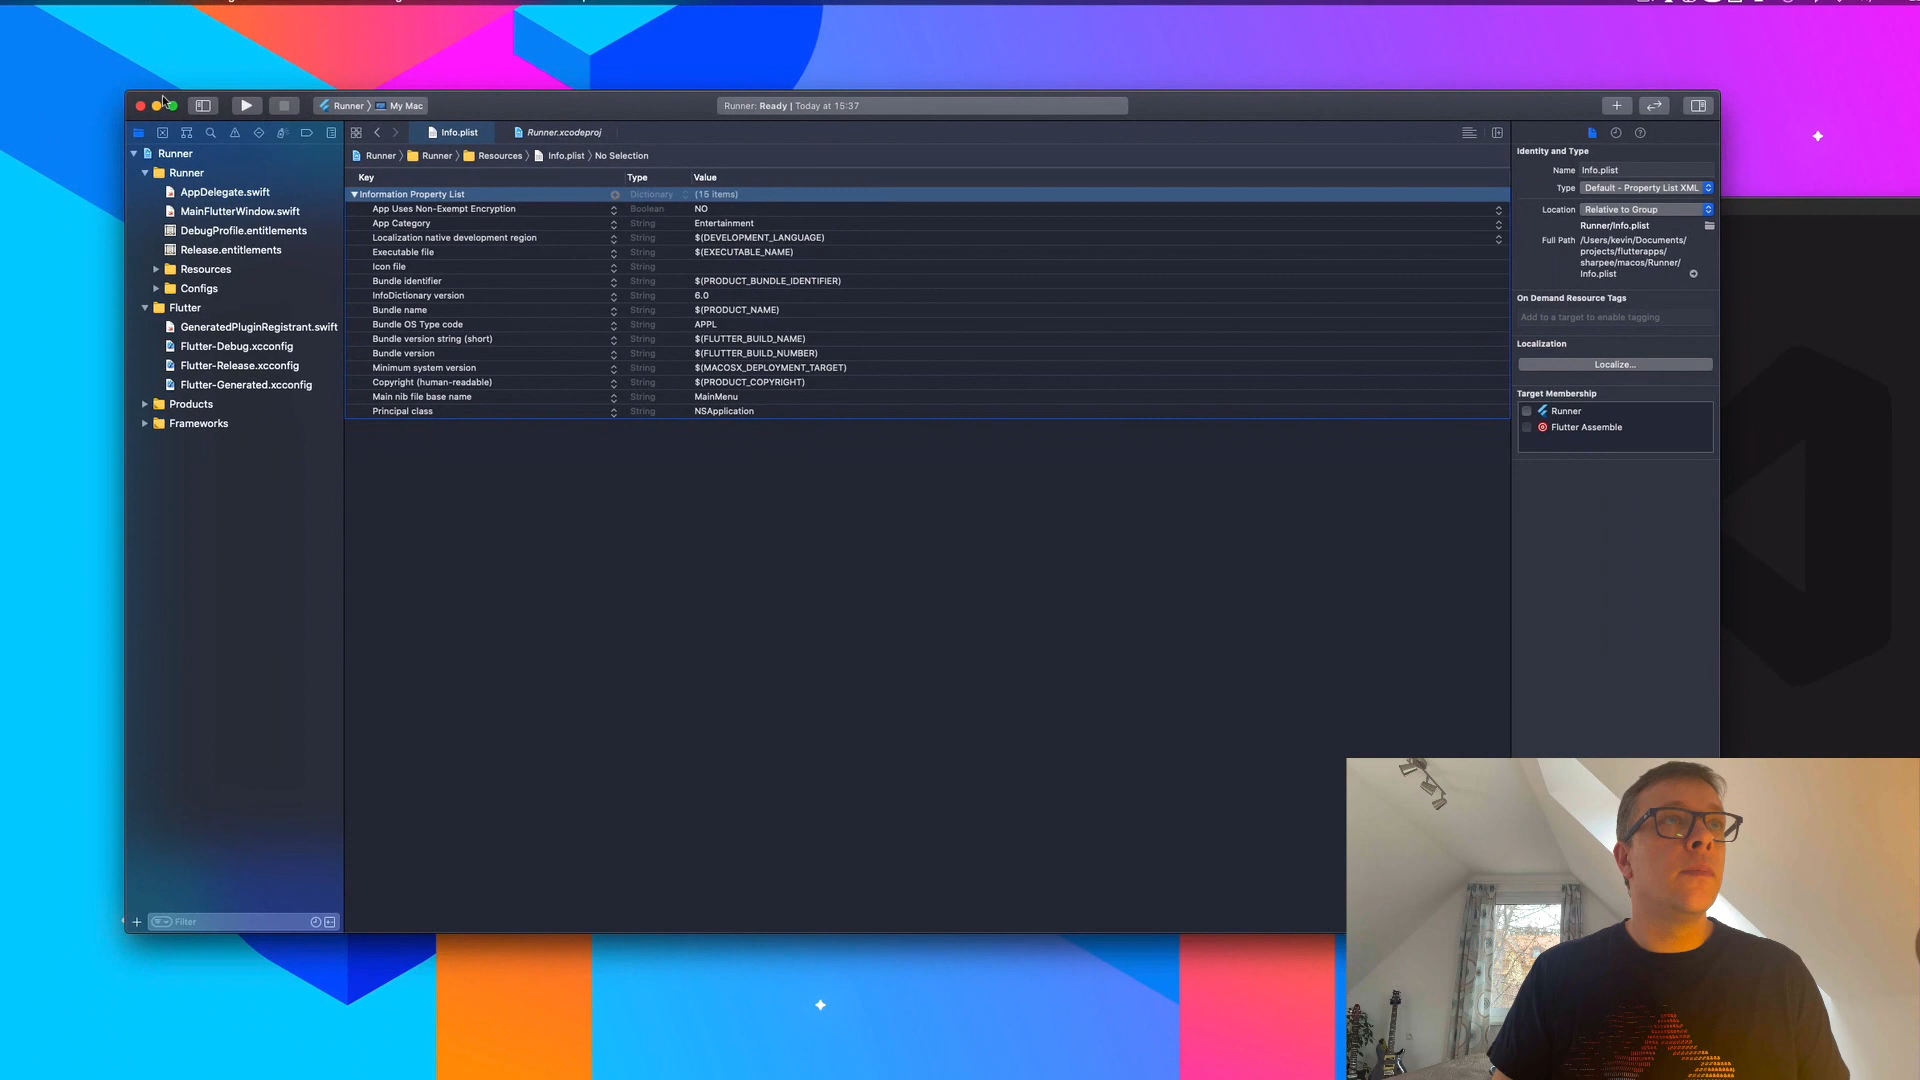 Runner 〉 My Mac
Runner: Ready | Today at 15:37
Info.plist
Runner.xcodeproj
Runner 〉 Runner 〉 Resources 〉 Info.plist 〉 No Selection
Runner
Runner
AppDelegate.swift
MainFlutterWindow.swift
DebugProfile.entitlements
Release.entitlements
Resources
Configs
Flutter
GeneratedPluginRegistrant.swift
Flutter-Debug.xcconfig
Flutter-Release.xcconfig
Flutter-Generated.xcconfig
Products
Frameworks
Filter
Key Type Value
Information Property List Dictionary (15 items)
App Uses Non-Exempt Encryption Boolean NO
App Category String Entertainment
Localization native development region String $(DEVELOPMENT_LANGUAGE)
Executable file String $(EXECUTABLE_NAME)
Icon file String
Bundle identifier String $(PRODUCT_BUNDLE_IDENTIFIER)
InfoDictionary version String 6.0
Bundle name String $(PRODUCT_NAME)
Bundle OS Type code String APPL
Bundle version string (short) String $(FLUTTER_BUILD_NAME)
Bundle version String $(FLUTTER_BUILD_NUMBER)
Minimum system version String $(MACOSX_DEPLOYMENT_TARGET)
Copyright (human-readable) String $(PRODUCT_COPYRIGHT)
Main nib file base name String MainMenu
Principal class String NSApplication
Identity and Type
Name Info.plist
Type Default - Property List XML
Location Relative to Group
Runner/Info.plist
Full Path /Users/kevin/Documents/
projects/flutterapps/
sharpee/macos/Runner/
Info.plist
On Demand Resource Tags
Add to a target to enable tagging
Localization
Localize...
Target Membership
Runner
Flutter Assemble